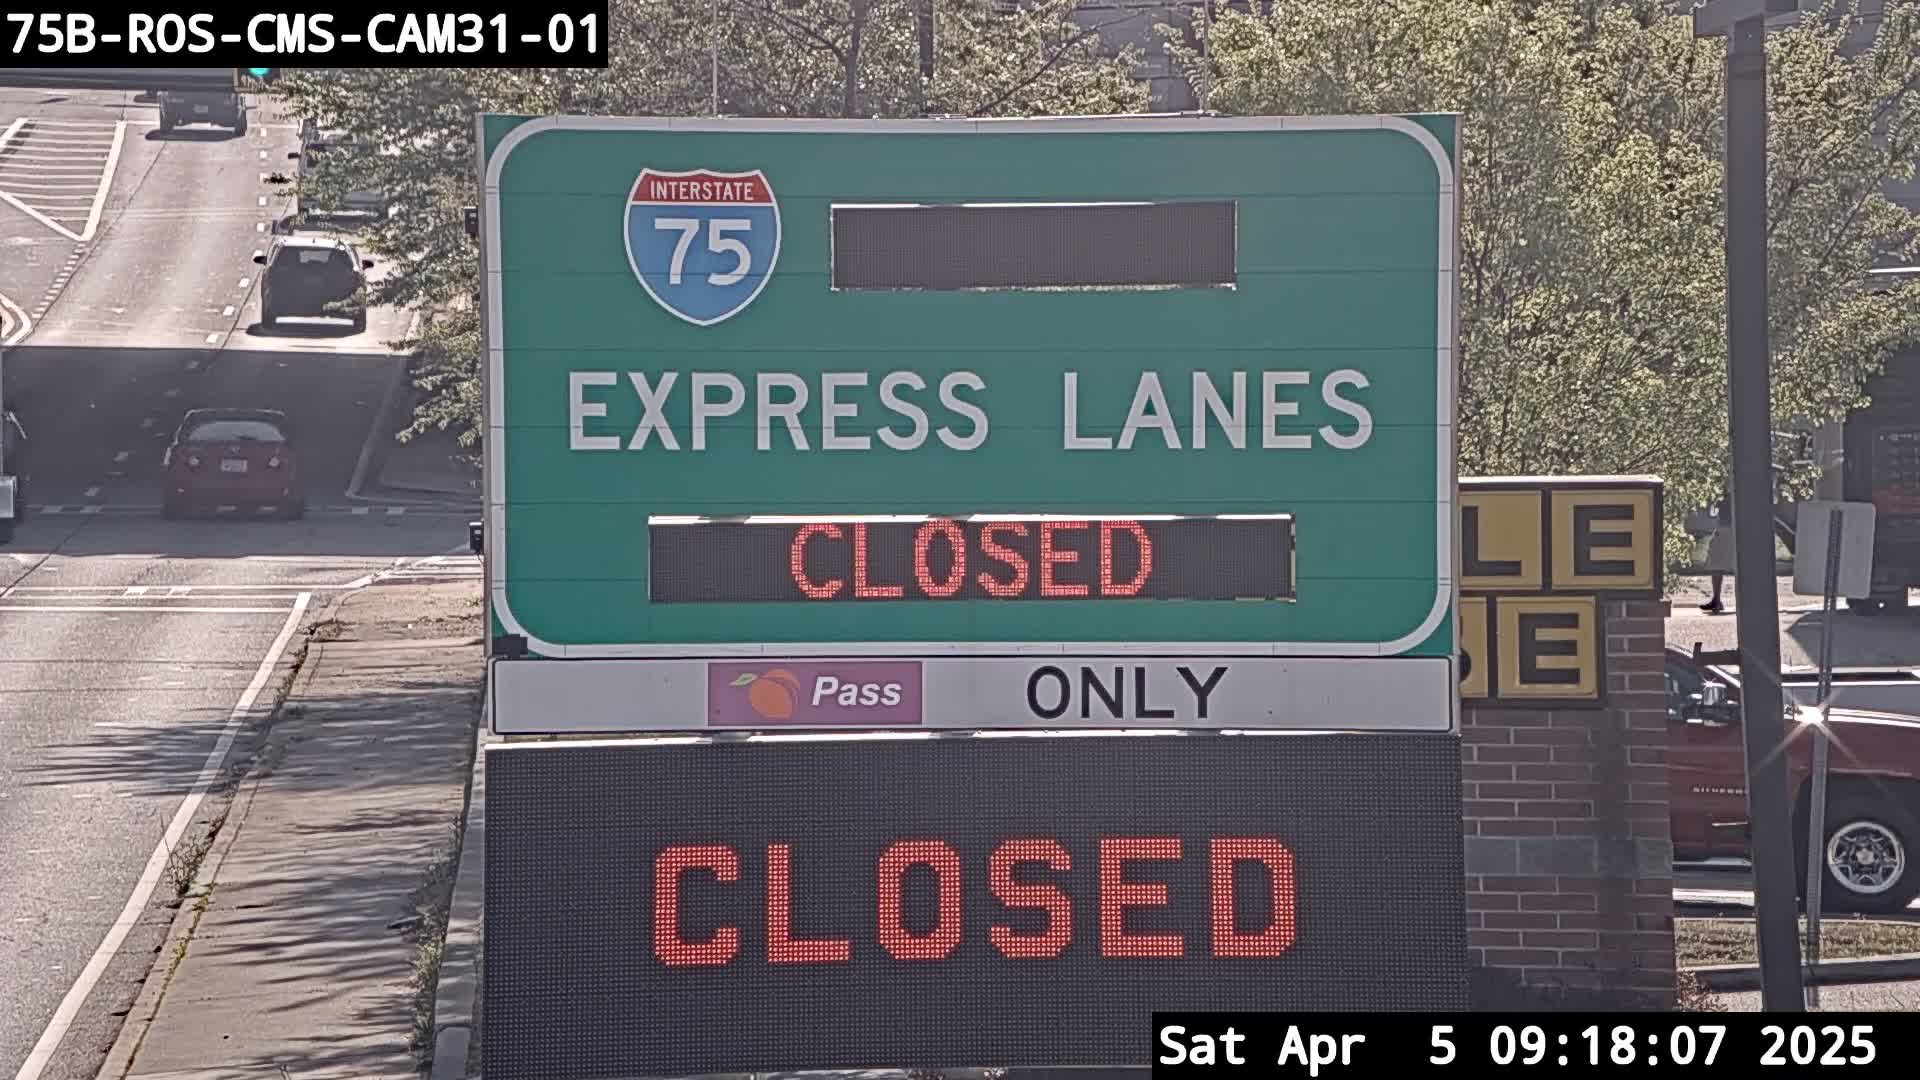 75B-ROS-CMS-CAM31-01
INTERSTATE
75
EXPRESS LANES
CLOSED
Pass ONLY
CLOSED
LE
E
Sat Apr 5 09:18:07 2025